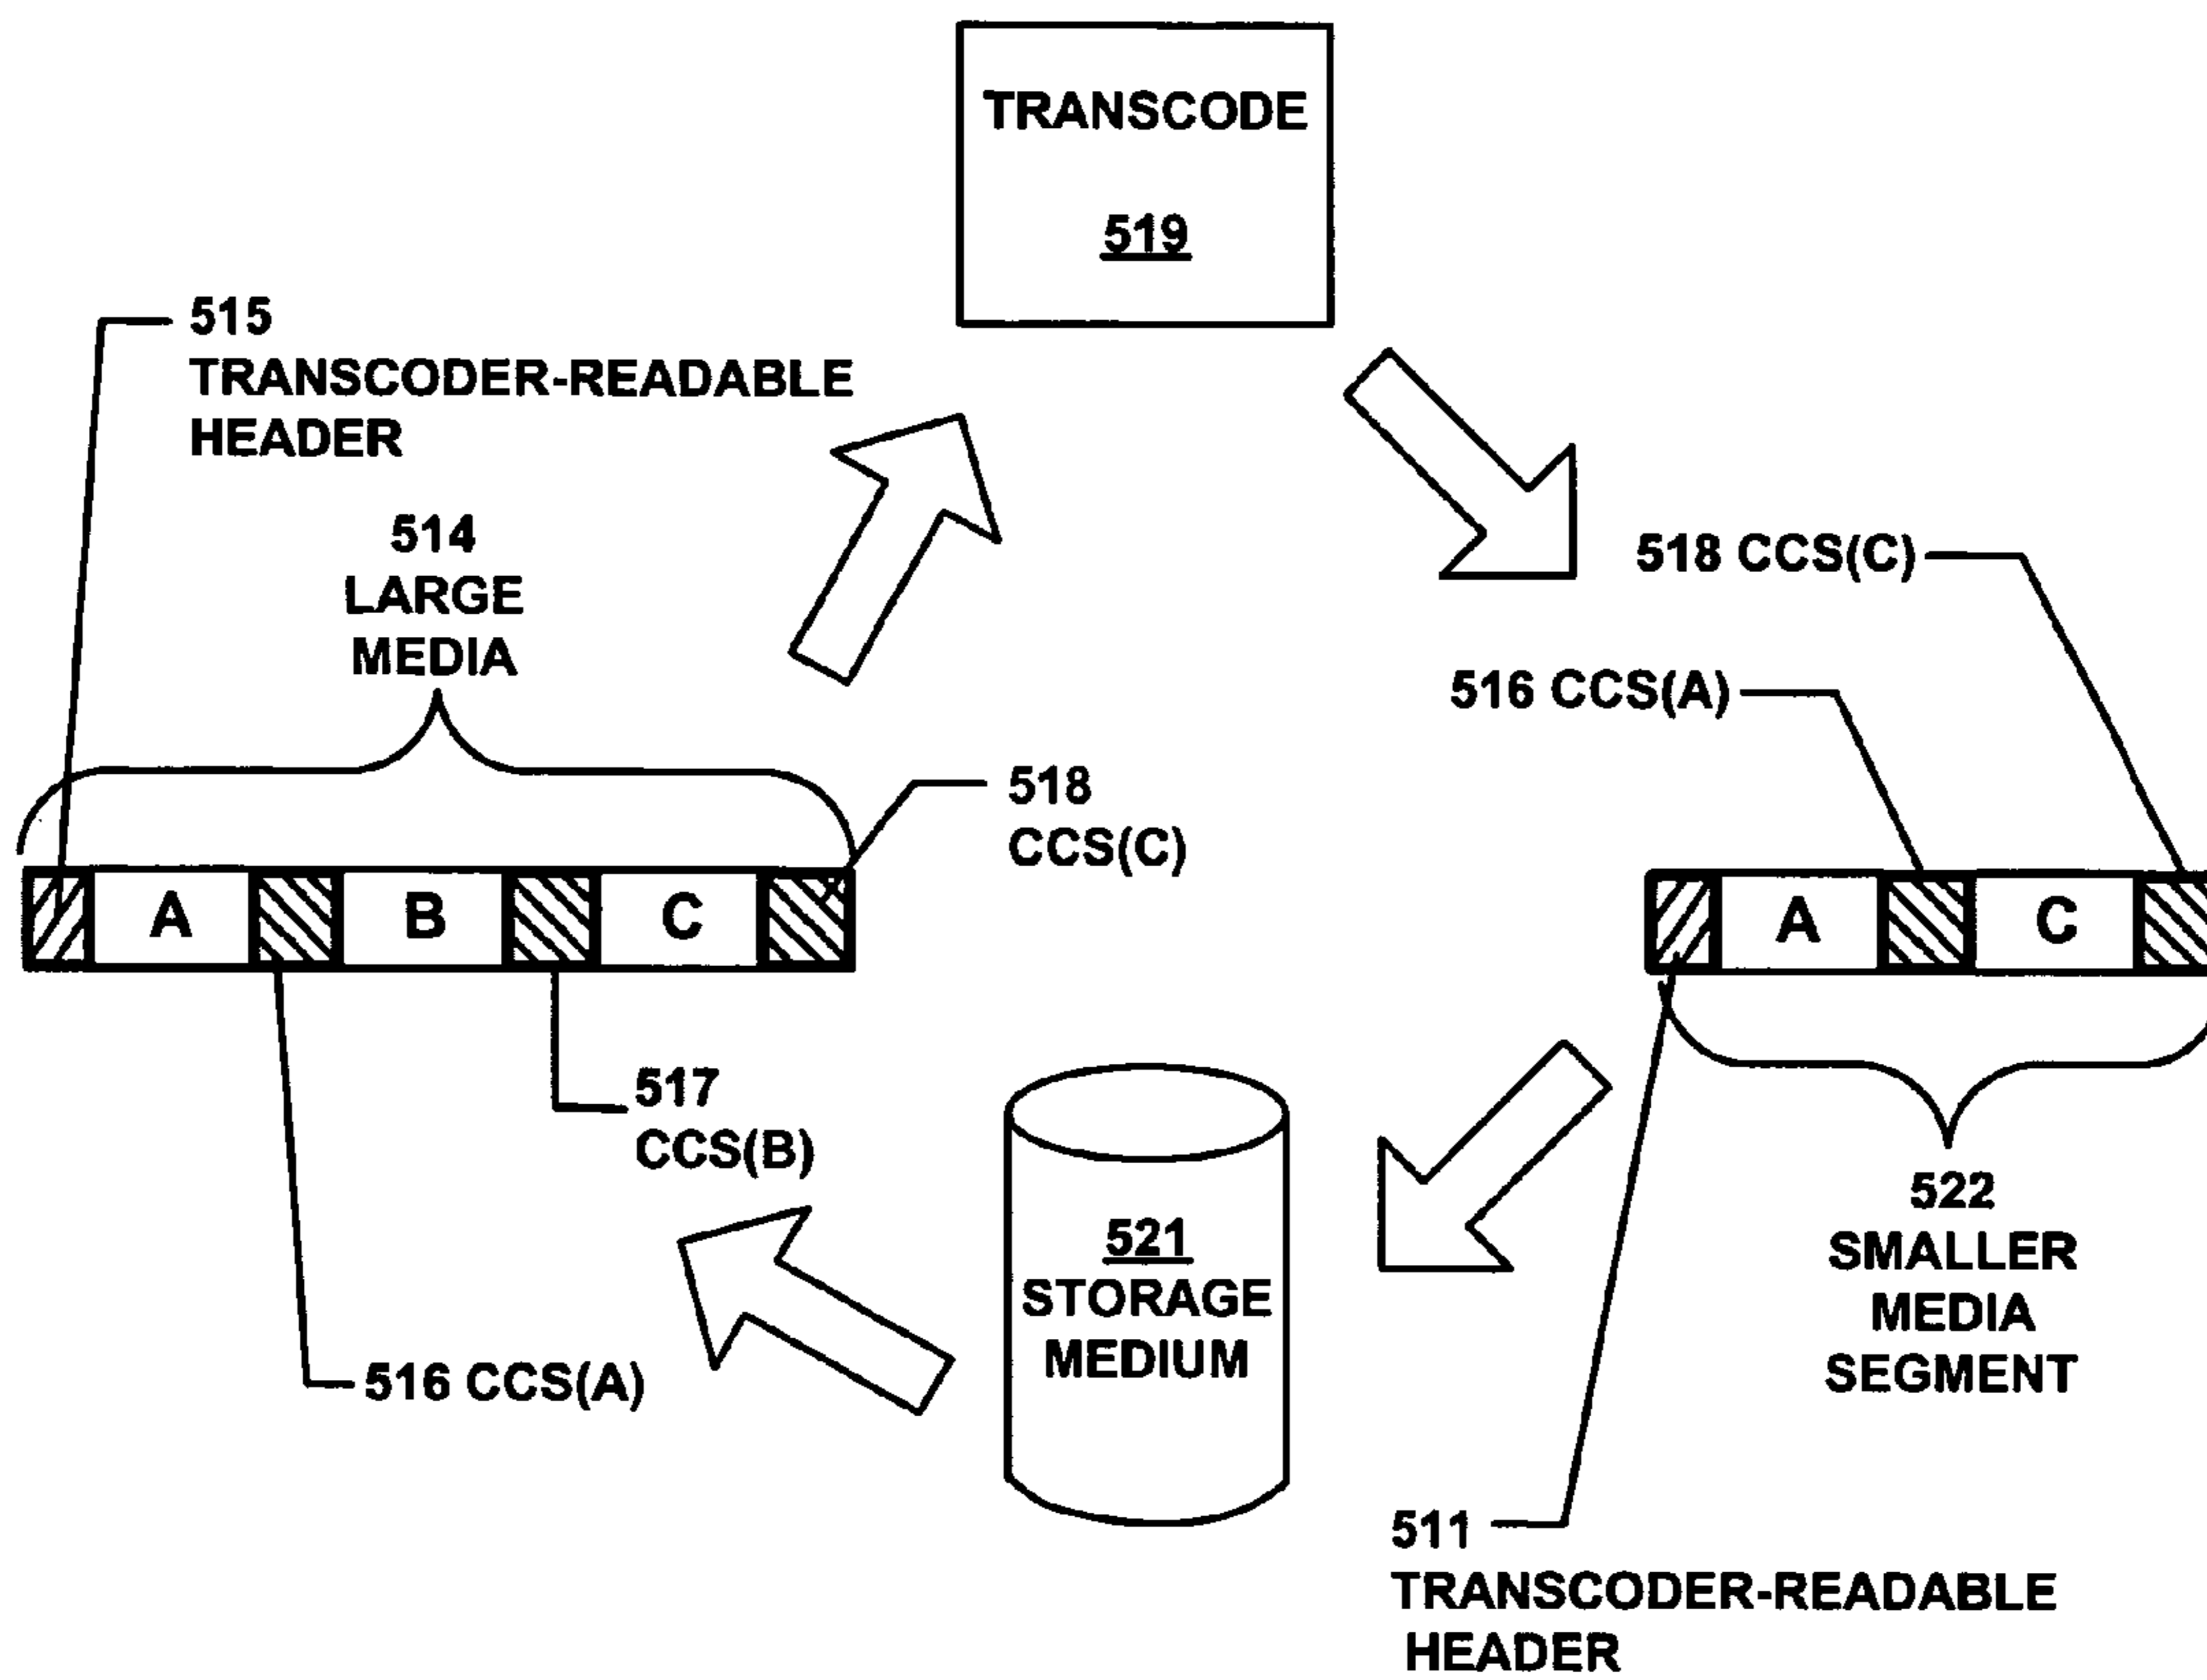 TRANSCODE
519
515
TRANSCODER-READABLE
HEADER
514
LARGE
MEDIA
518 CCS(C)
516 CCS(A)
518
CCS(C)
A
B
C
A
C
517
CCS(B)
516 CCS(A)
521
STORAGE
MEDIUM
522
SMALLER
MEDIA
SEGMENT
511
TRANSCODER-READABLE
HEADER